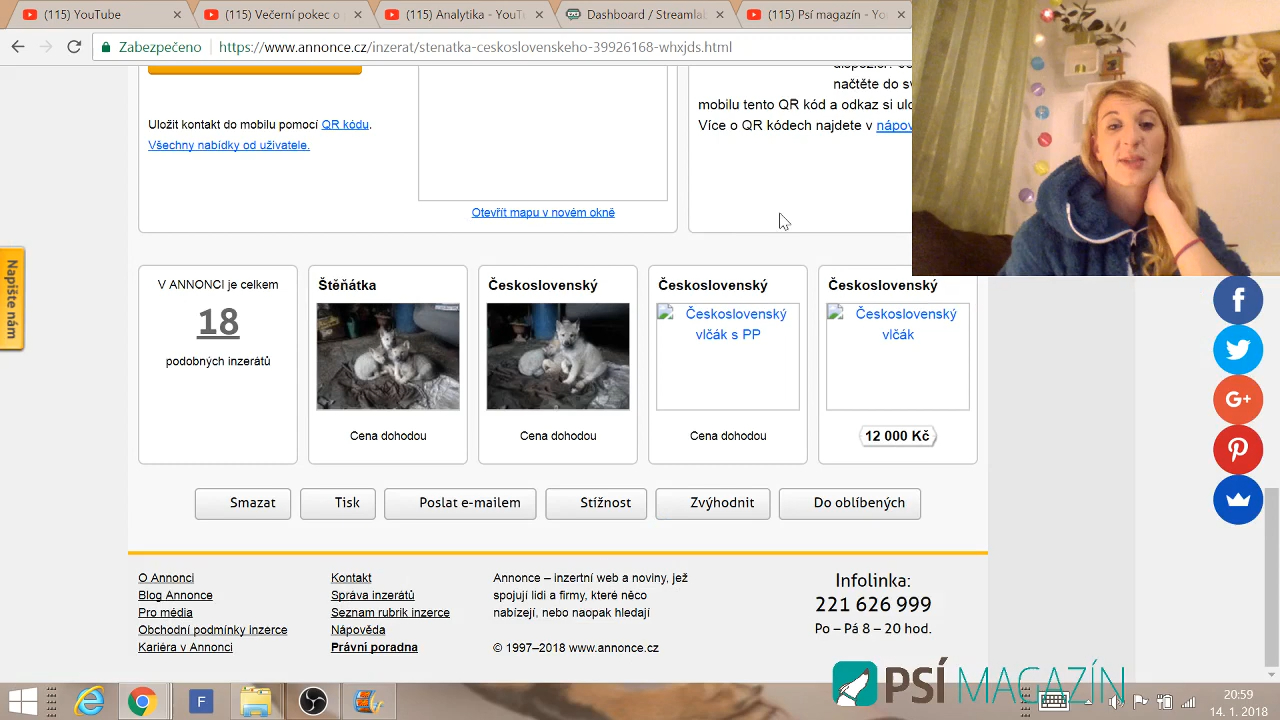 (115) YouTube
(115) Večerní pokec o
(115) Analytika - YouT
Dashboard / Streamlab
(115) Psí magazín - Yo
Zabezpečeno
https://www.annonce.cz/inzerat/stenatka-ceskoslovenskeho-39926168-whxjds.html
načtěte do sv
mobilu tento QR kód a odkaz si ulo
Více o QR kódech najdete v nápov
Uložit kontakt do mobilu pomocí QR kódu.
Všechny nabídky od uživatele.
Otevřít mapu v novém okně
Napište nám
V ANNONCI je celkem
18
podobných inzerátů
Štěňátka
Cena dohodou
Československý
Cena dohodou
Československý
Československý
vlčák s PP
Cena dohodou
Československý
Československý
vlčák
12 000 Kč
Smazat
Tisk
Poslat e-mailem
Stížnost
Zvýhodnit
Do oblíbených
O Annonci
Blog Annonce
Pro média
Obchodní podmínky Inzerce
Kariéra v Annonci
Kontakt
Správa inzerátů
Seznam rubrik inzerce
Nápověda
Právní poradna
Annonce – inzertní web a noviny, jež
spojují lidi a firmy, které něco
nabízejí, nebo naopak hledají
© 1997–2018 www.annonce.cz
Infolinka:
221 626 999
Po – Pá 8 – 20 hod.
PSÍ MAGAZÍN
20:59
14. 1. 2018